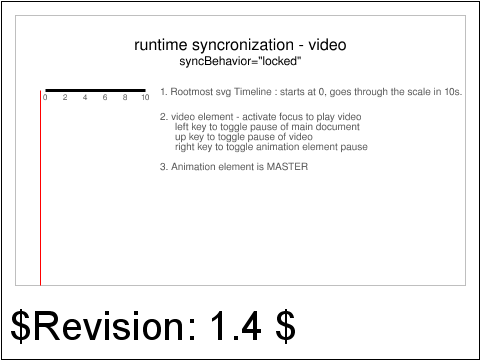 runtime syncronization - video
syncBehavior="locked"
0 2 4 6 8 10
1. Rootmost svg Timeline : starts at 0, goes through the scale in 10s.
2. video element - activate focus to play video
left key to toggle pause of main document
up key to toggle pause of video
right key to toggle animation element pause
3. Animation element is MASTER
$Revision: 1.4 $